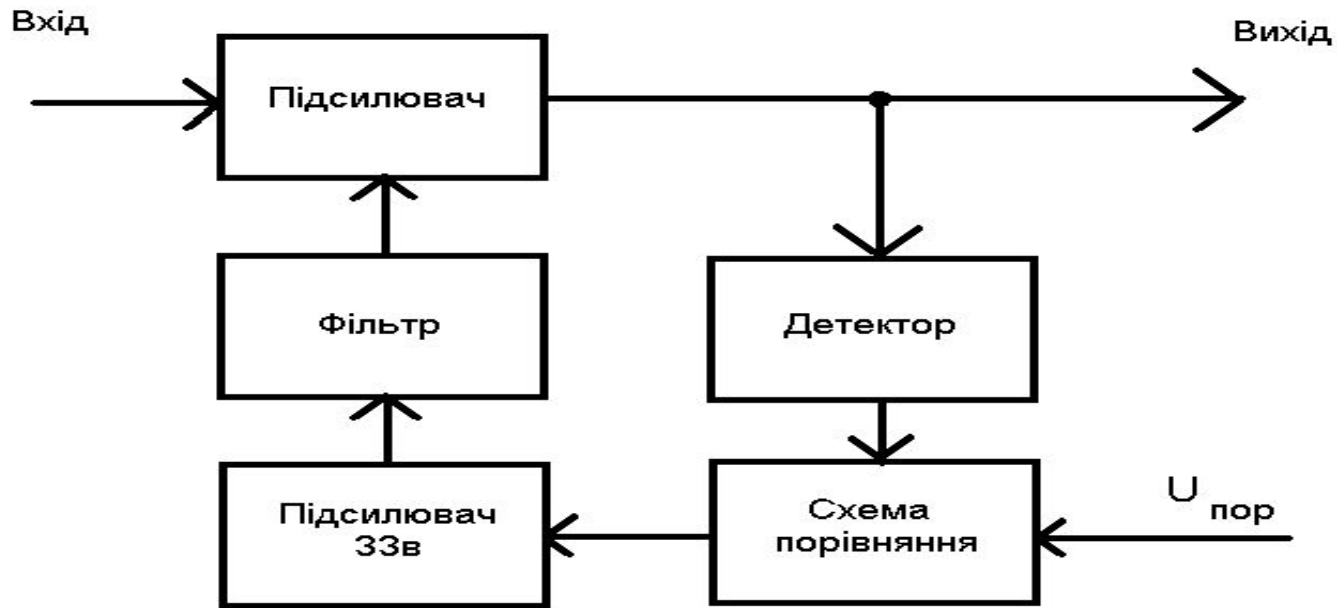 Вхід
Вихід
Підсилювач
Фільтр
Детектор
Підсилювач
ЗЗв
Схема
порівняння
U пор